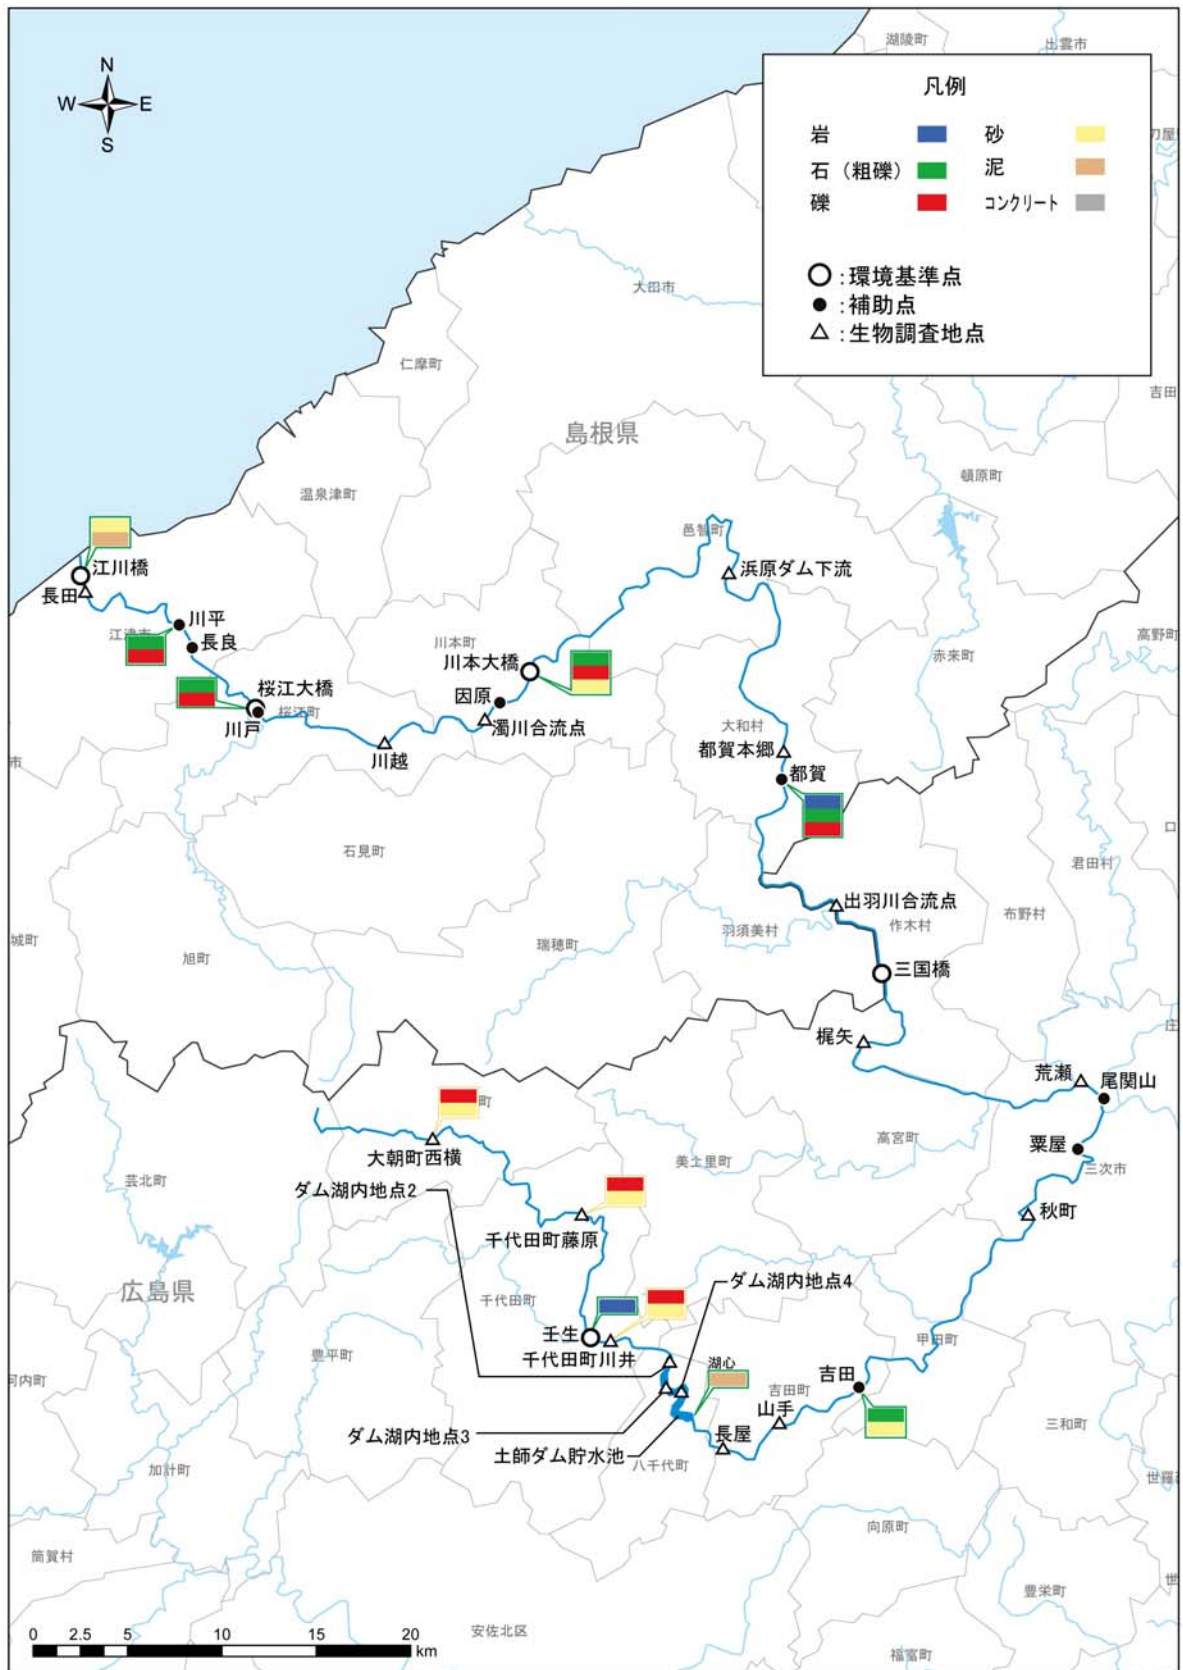 湖陵町
出雲市
N
W E
S
凡例
岩 砂
石（粗礫） 泥
礫 コンクリート
:環境基準点
:補助点
:生物調査地点
大田市
仁摩町
吉田
島根県
頓原町
温泉津町
邑智町
浜原ダム下流
江川橋
長田
川平
江津市
長良
川本町
川本大橋
高野町
赤来町
桜江大橋
桜江町
因原
川戸
濁川合流点
大和村
都賀本郷
川越
市
都賀
石見町
君田村
口
出羽川合流点
布野村
作木村
羽須美村
城町
瑞穂町
旭町
三国橋
庄
梶矢
荒瀬
尾関山
町
高宮町
粟屋
三次市
大朝町西横
美土里町
芸北町
ダム湖内地点2
秋町
千代田町藤原
ダム湖内地点4
広島県
千代田町
壬生
甲田町
千代田町川井
豊平町
湖心
河内町
吉田
吉田町
山手
三和町
ダム湖内地点3
長屋
土師ダム貯水池
八千代町
加計町
世羅
向原町
筒賀村
世
豊栄町
安佐北区
福富町
0 2.5 5 10 15 20
km